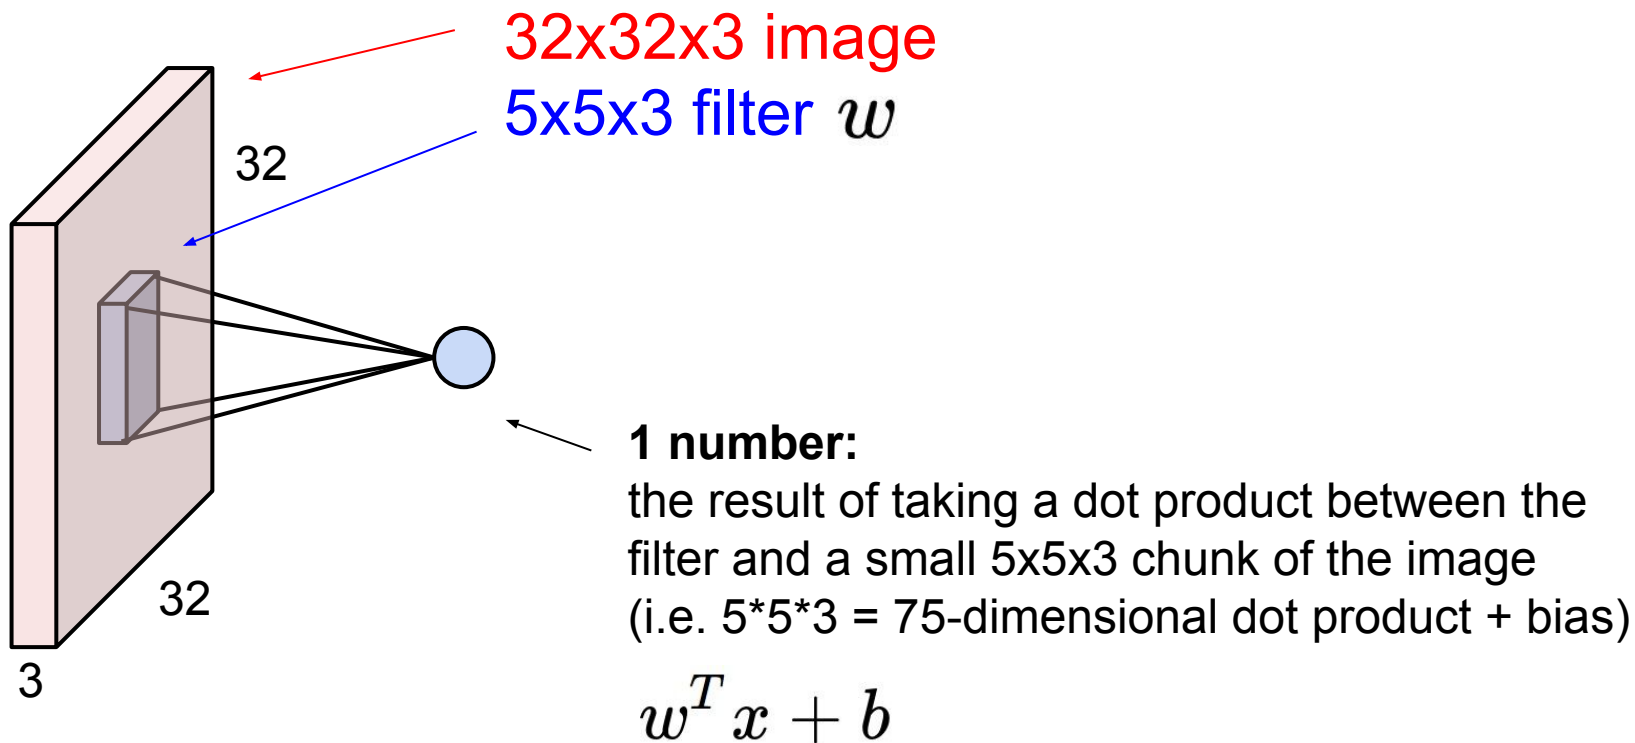 32x32x3 image
5x5x3 filter w
32
32
3
1 number:
the result of taking a dot product between the
filter and a small 5x5x3 chunk of the image
(i.e. 5*5*3 = 75-dimensional dot product + bias)
w^T x + b